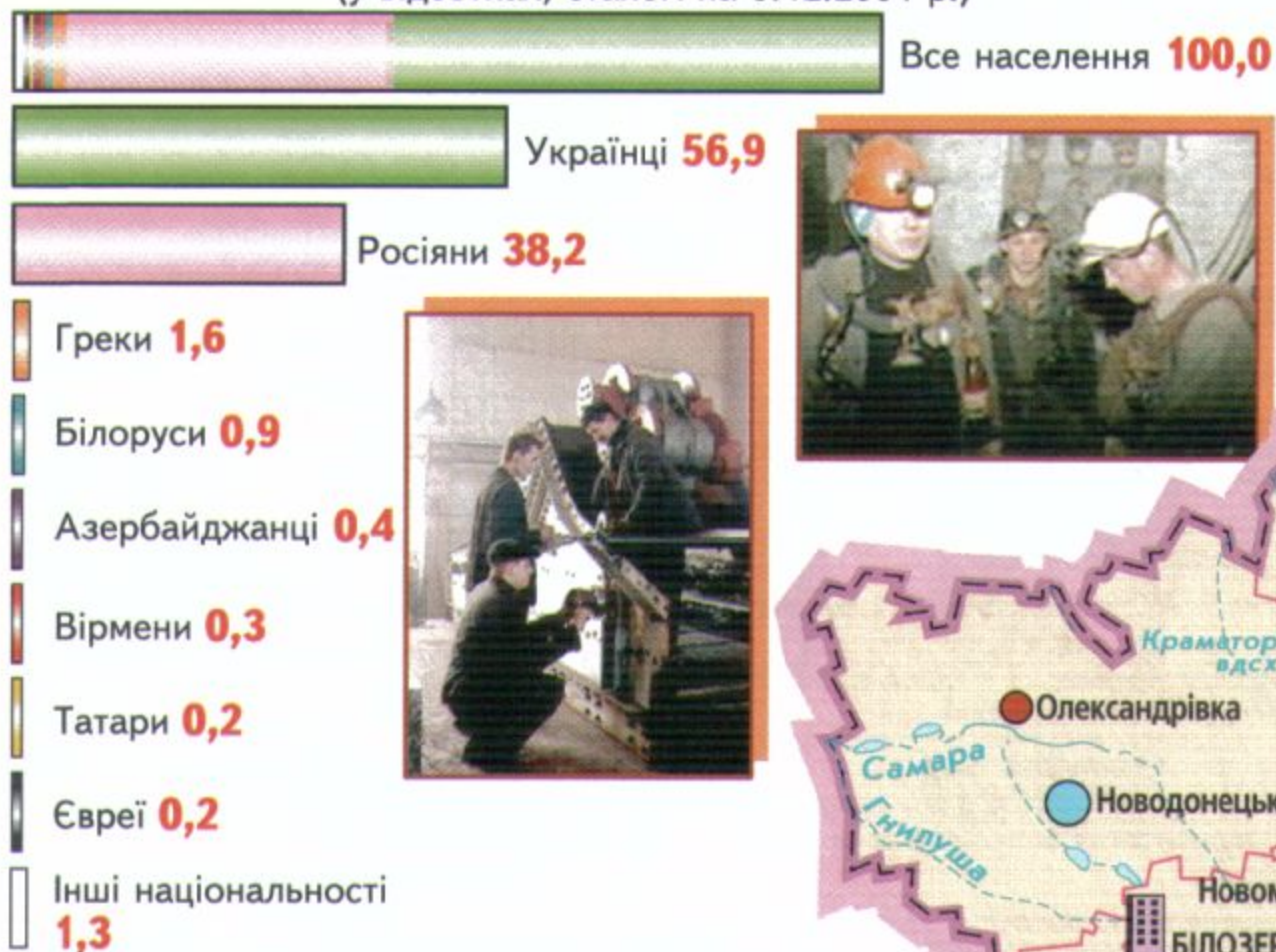 Все населення 100,0
Українці 56,9
Росіяни 38,2
Греки 1,6
Білоруси 0,9
Азербайджанці 0,4
Вірмени 0,3
Татари 0,2
Євреї 0,2
Інші національності
1,3
Олександрівка
Самара
Гнилуша